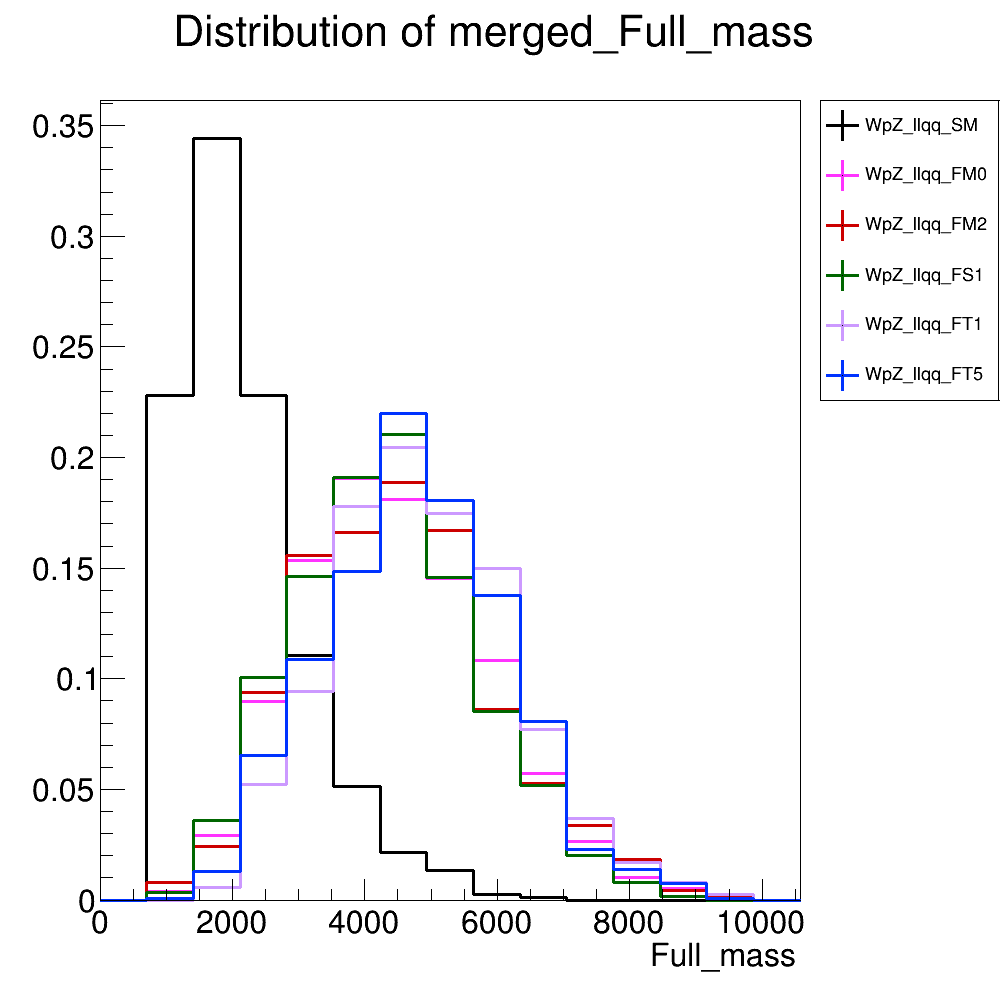 Distribution of merged_Full_mass
0.35
0.3
0.25
0.2
0.15
0.1
0.05
0
0 2000 4000 6000 8000 10000
Full_mass
WpZ_llqq_SM
WpZ_llqq_FM0
WpZ_llqq_FM2
WpZ_llqq_FS1
WpZ_llqq_FT1
WpZ_llqq_FT5